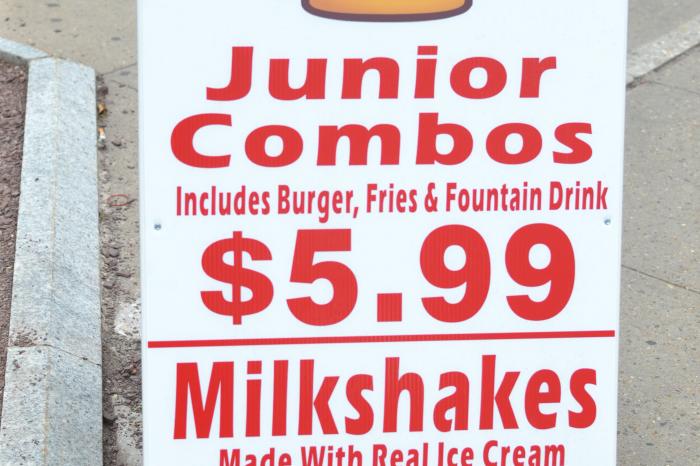 Junior
Combos
Includes Burger, Fries & Fountain Drink
$5.99
Milkshakes
Made With Real Ice Cream